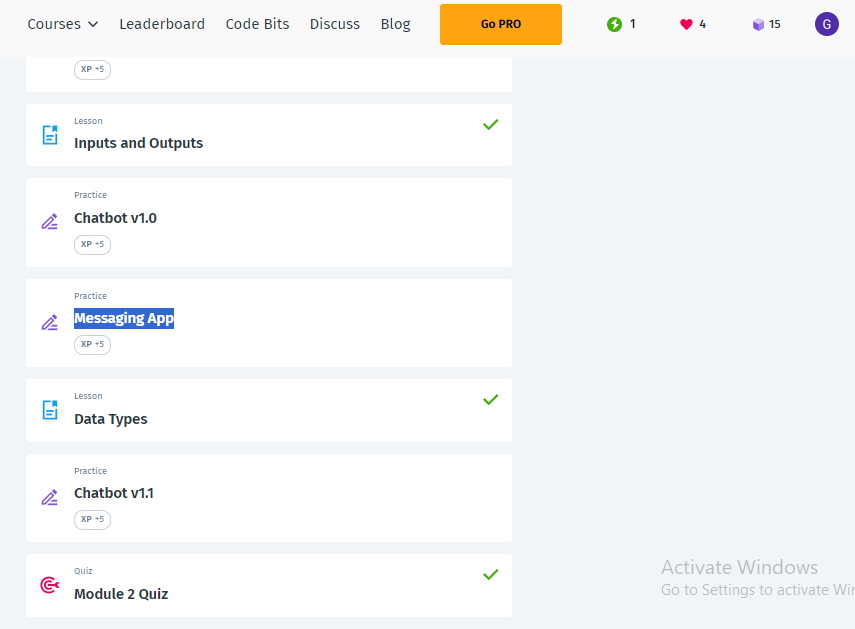 Courses Leaderboard Code Bits Discuss Blog Go PRO 1 4 15 G
XP +5
Lesson
Inputs and Outputs
Practice
Chatbot v1.0
XP +5
Practice
Messaging App
XP +5
Lesson
Data Types
Practice
Chatbot v1.1
XP +5
Quiz
Module 2 Quiz
Activate Windows
Go to Settings to activate Win